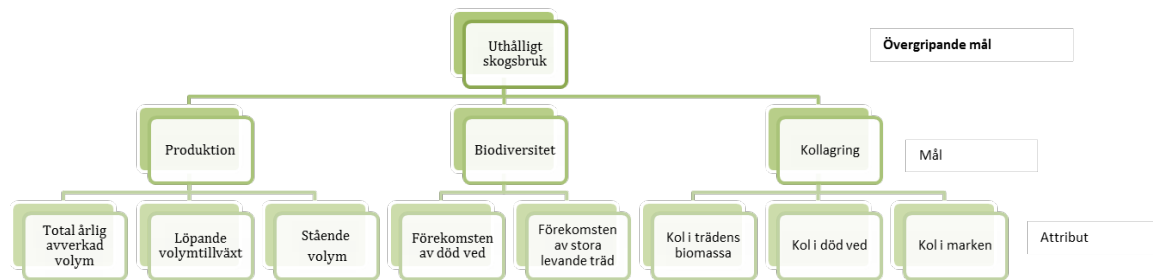 Uthålligt
skogsbruk
Övergripande mål
Produktion
Biodiversitet
Kollagring
Mål
Total årlig
avverkad
volym
Löpande
volymtillväxt
Stående
volym
Förekomsten
av död ved
Förekomsten
av stora
levande träd
Kol i trädens
biomassa
Kol i död ved
Kol i marken
Attribut